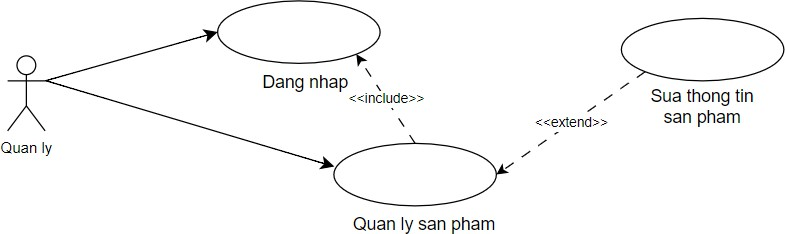 Dang nhap
<<include>>
Sua thong tin
san pham
<<extend>>
Quan ly
Quan ly san pham